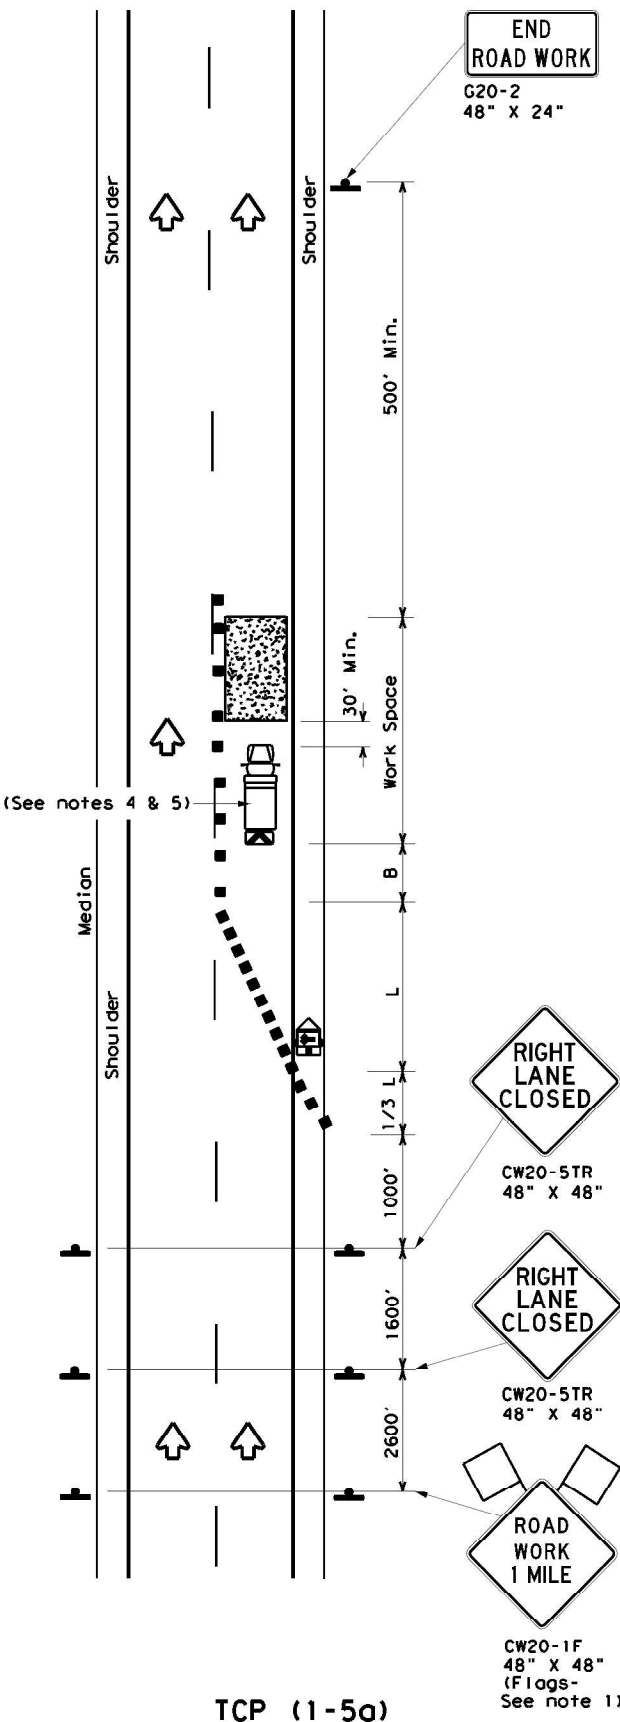 END
ROAD WORK
G20-2
48" X 24"
Shoulder
Shoulder
500' Min.
30' Min.
Work Space
(See notes 4 & 5)
B
Median
L
Shoulder
1/3 L
RIGHT
LANE
CLOSED
CW20-5TR
48" X 48"
1000'
RIGHT
LANE
CLOSED
1600'
CW20-5TR
48" X 48"
2600'
ROAD
WORK
1 MILE
CW20-1F
48" X 48"
(Flags-
See note 1)
TCP (1-5a)